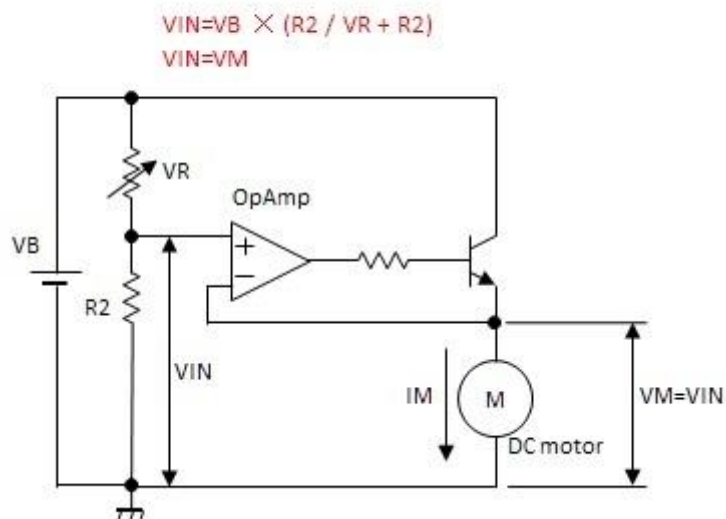 VIN=VB × (R2 / VR + R2)
VIN=VM
VR
OpAmp
VB
+
−
R2
VIN
IM
M
VM=VIN
DC motor